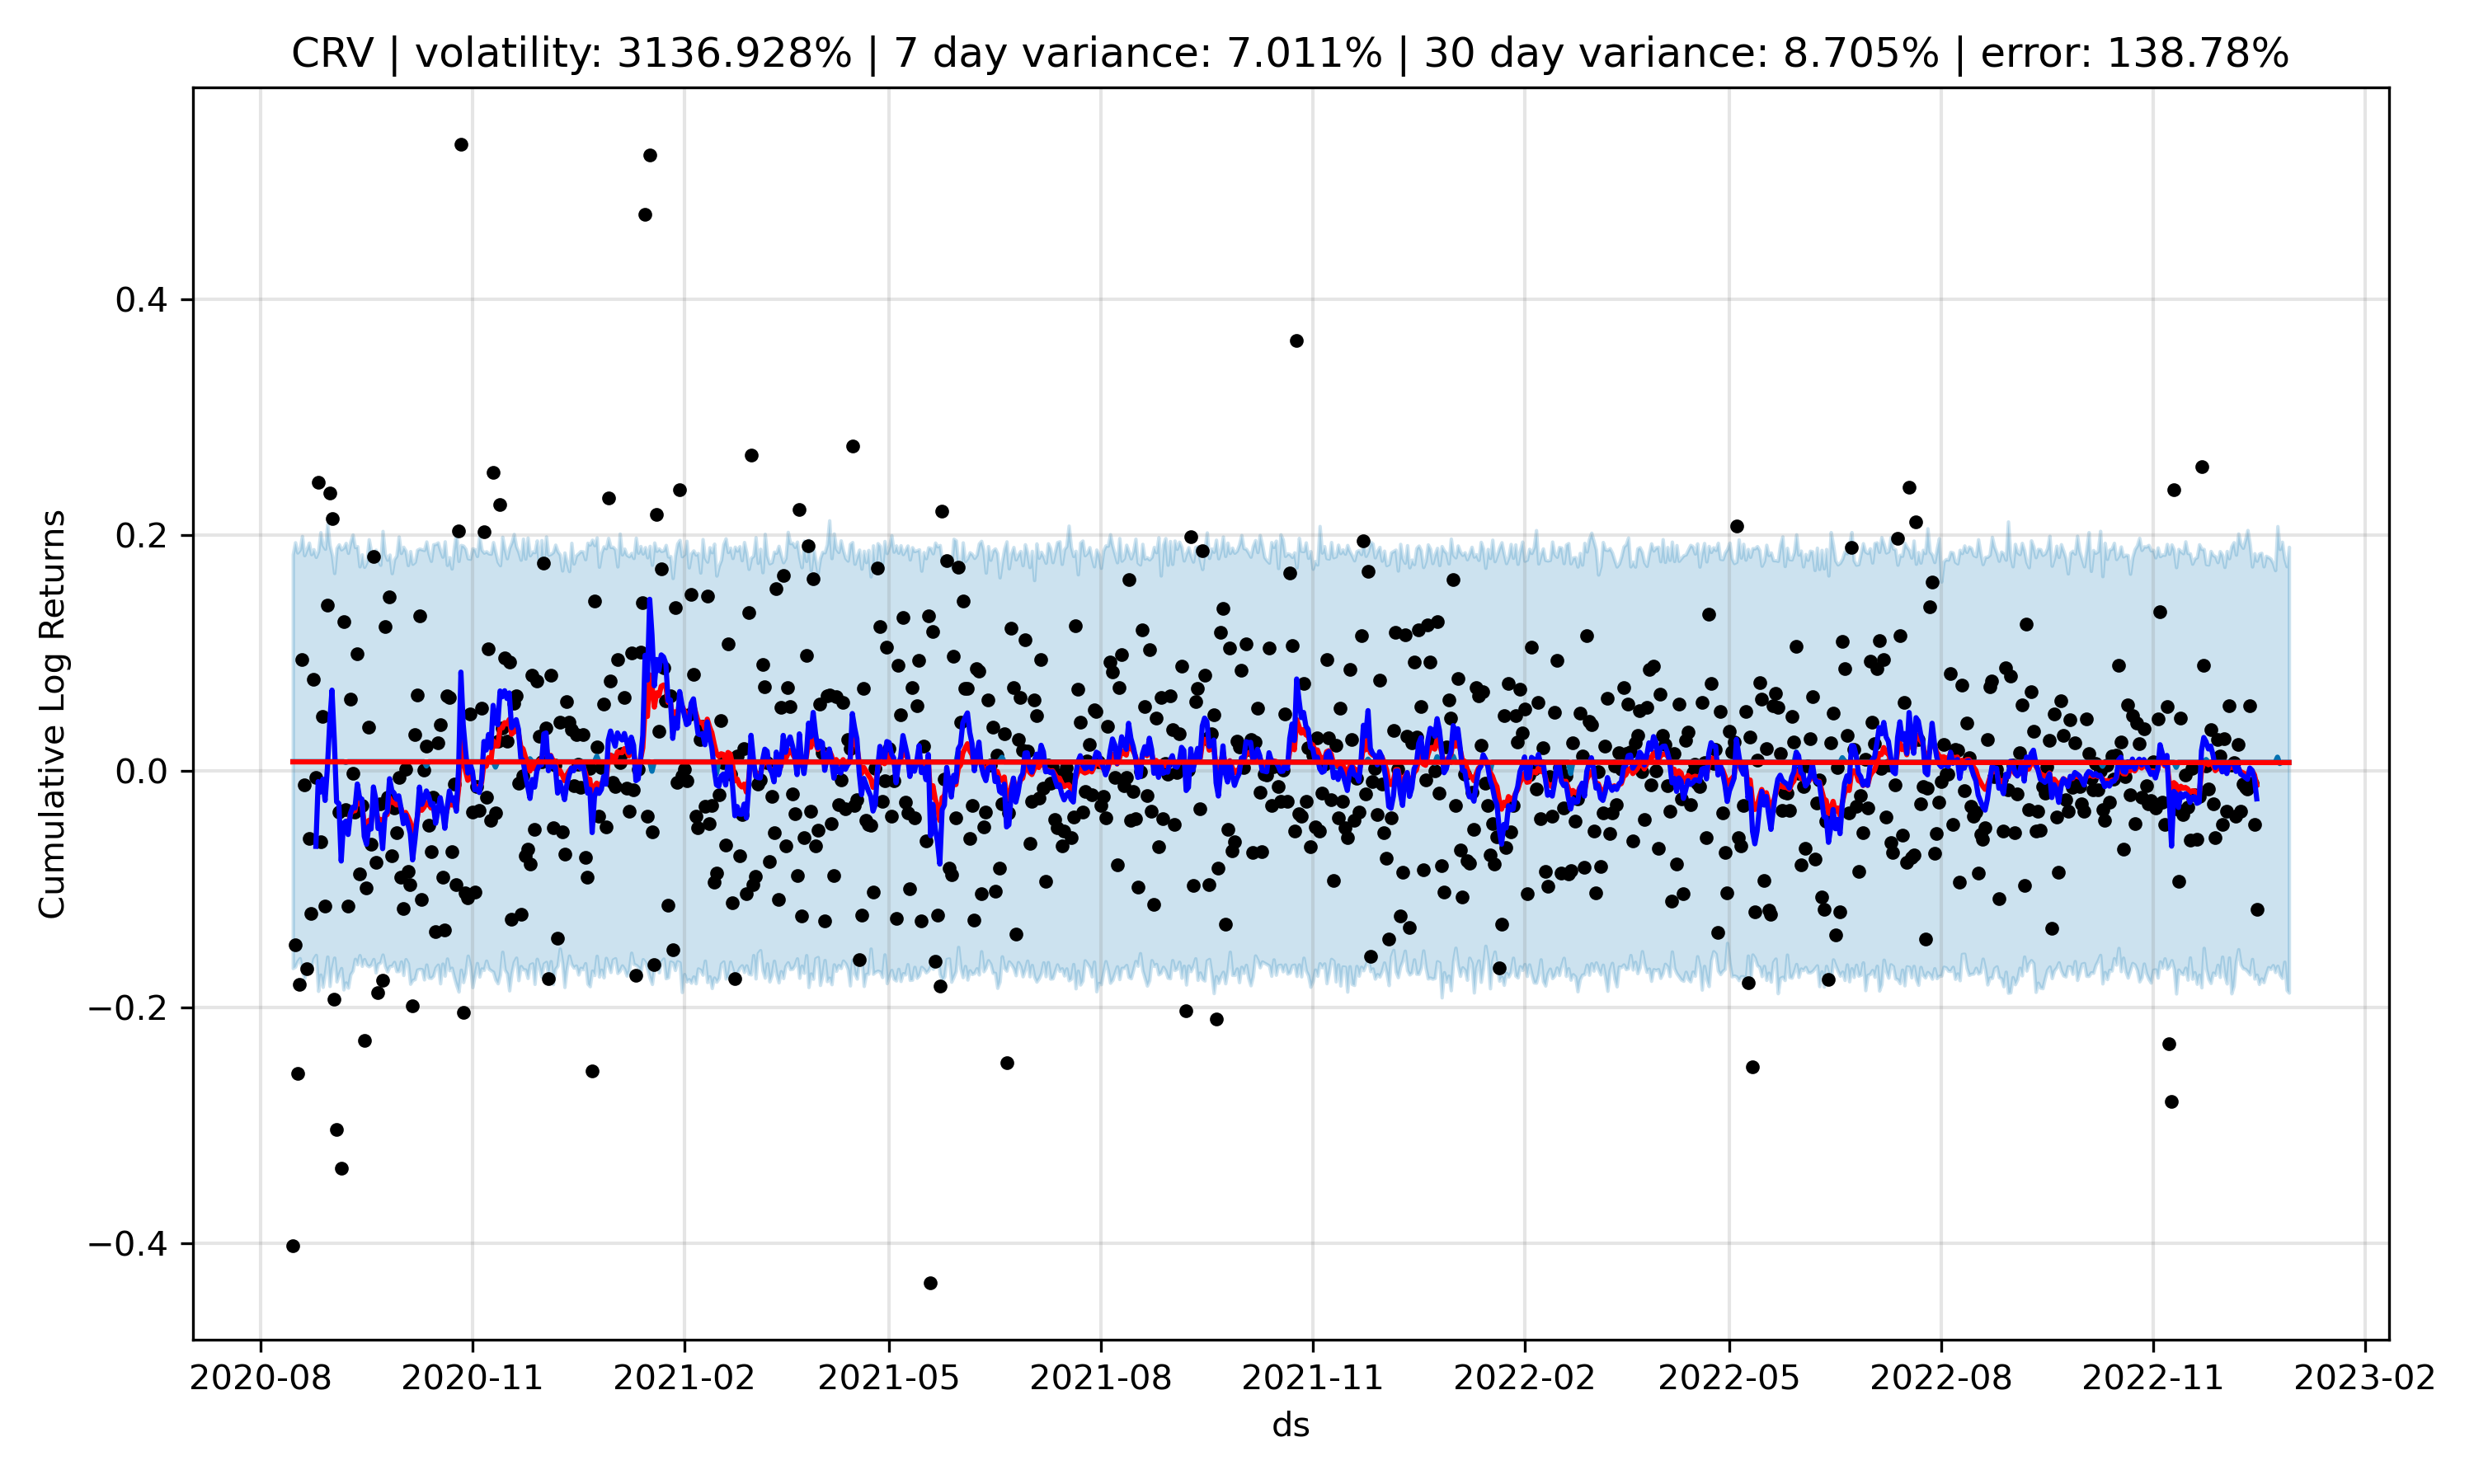 CRV | volatility: 3136.928% | 7 day variance: 7.011% | 30 day variance: 8.705% | error: 138.78%
Cumulative Log Returns
0.4
0.2
0.0
−0.2
−0.4
2020-08 2020-11 2021-02 2021-05 2021-08 2021-11 2022-02 2022-05 2022-08 2022-11 2023-02
ds